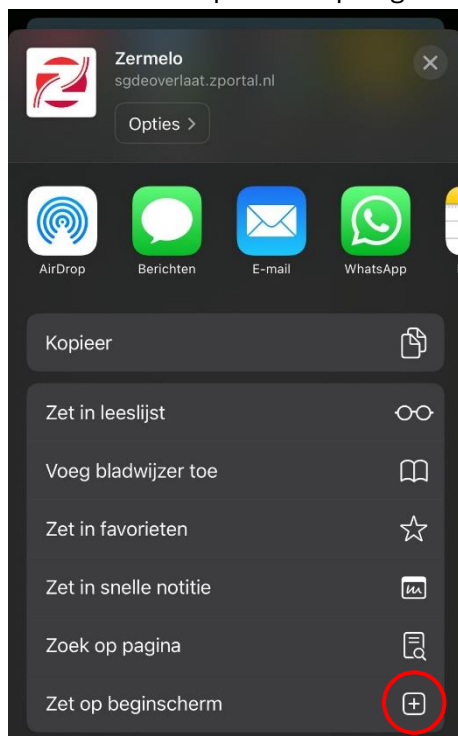 Zermelo
sgdeoverlaat.zportal.nl
Opties >
AirDrop
Berichten
E-mail
WhatsApp
Kopieer
Zet in leeslijst
Voeg bladwijzer toe
Zet in favorieten
Zet in snelle notitie
Zoek op pagina
Zet op beginscherm